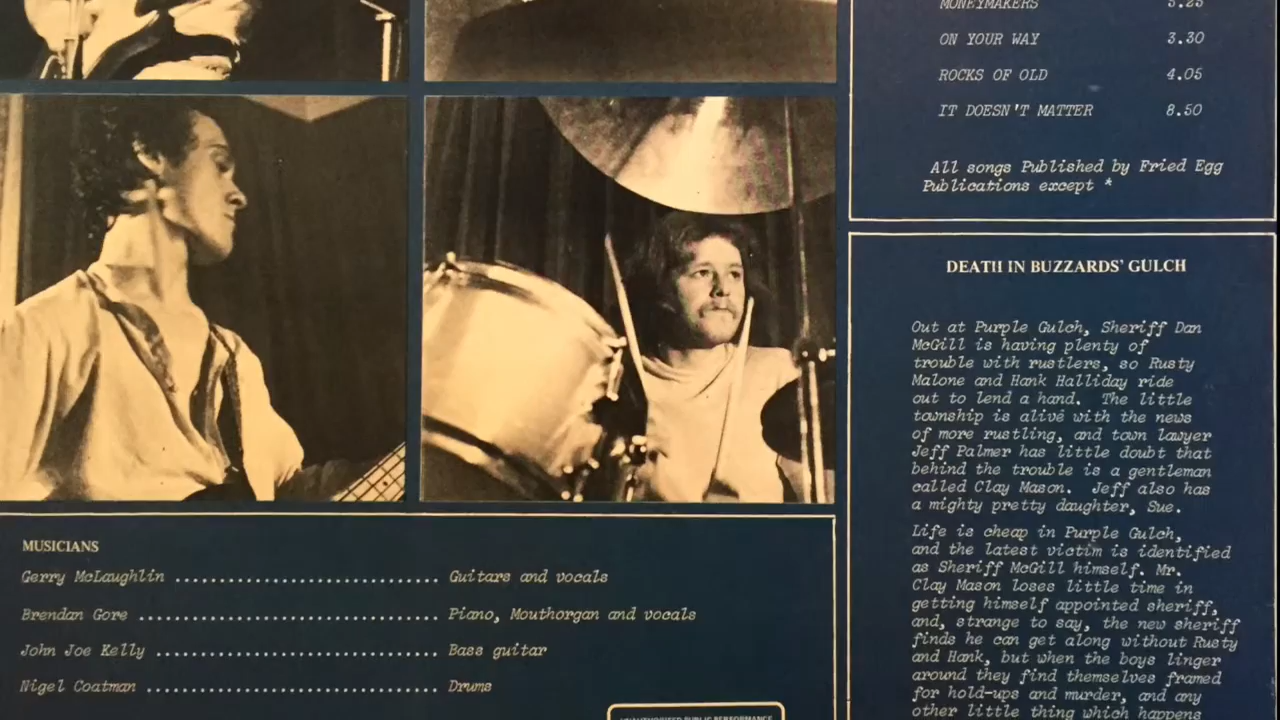 MONEYMAKERS 3.25
ON YOUR WAY 3.30
ROCKS OF OLD 4.05
IT DOESN'T MATTER 8.50
All songs Published by Fried Egg
Publications except *
DEATH IN BUZZARDS' GULCH
Out at Purple Gulch, Sheriff Dan
McGill is having plenty of
trouble with rustlers, so Rusty
Malone and Hank Halliday ride
out to lend a hand. The little
township is alive with the news
of more rustling, and town lawyer
Jeff Palmer has little doubt that
behind the trouble is a gentleman
called Clay Mason. Jeff also has
a mighty pretty daughter, Sue.
Life is cheap in Purple Gulch,
and the latest victim is identified
as Sheriff McGill himself. Mr.
Clay Mason loses little time in
getting himself appointed sheriff,
and, strange to say, the new sheriff
finds he can get along without Rusty
and Hank, but when the boys linger
around they find themselves framed
for hold-ups and murder, and any
other little thing which happens
MUSICIANS
Gerry McLaughlin ................................ Guitars and vocals
Brendan Gore .................................... Piano, Mouthorgan and vocals
John Joe Kelly .................................. Bass guitar
Nigel Coatman ................................... Drums
UNAUTHORISED PUBLIC PERFORMANCE